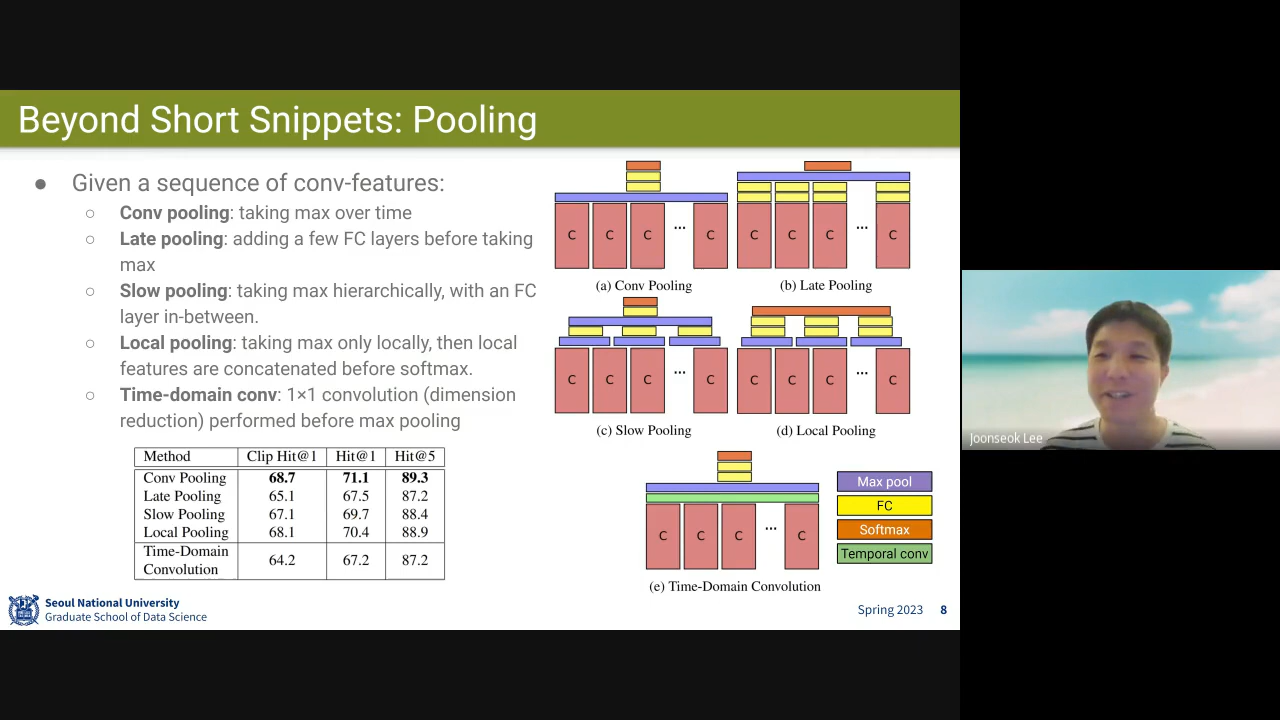 Beyond Short Snippets: Pooling
● Given a sequence of conv-features:
○ Conv pooling: taking max over time
○ Late pooling: adding a few FC layers before taking
max
○ Slow pooling: taking max hierarchically, with an FC
layer in-between.
○ Local pooling: taking max only locally, then local
features are concatenated before softmax.
○ Time-domain conv: 1×1 convolution (dimension
reduction) performed before max pooling
Method Clip Hit@1 Hit@1 Hit@5
Conv Pooling 68.7 71.1 89.3
Late Pooling 65.1 67.5 87.2
Slow Pooling 67.1 69.7 88.4
Local Pooling 68.1 70.4 88.9
Time-Domain
Convolution 64.2 67.2 87.2
C C C ... C
(a) Conv Pooling
C C C ... C
(b) Late Pooling
C C C ... C
(c) Slow Pooling
C C C ... C
(d) Local Pooling
C C C ... C
(e) Time-Domain Convolution
Max pool
FC
Softmax
Temporal conv
Seoul National University
Graduate School of Data Science
Spring 2023 8
Joonseok Lee